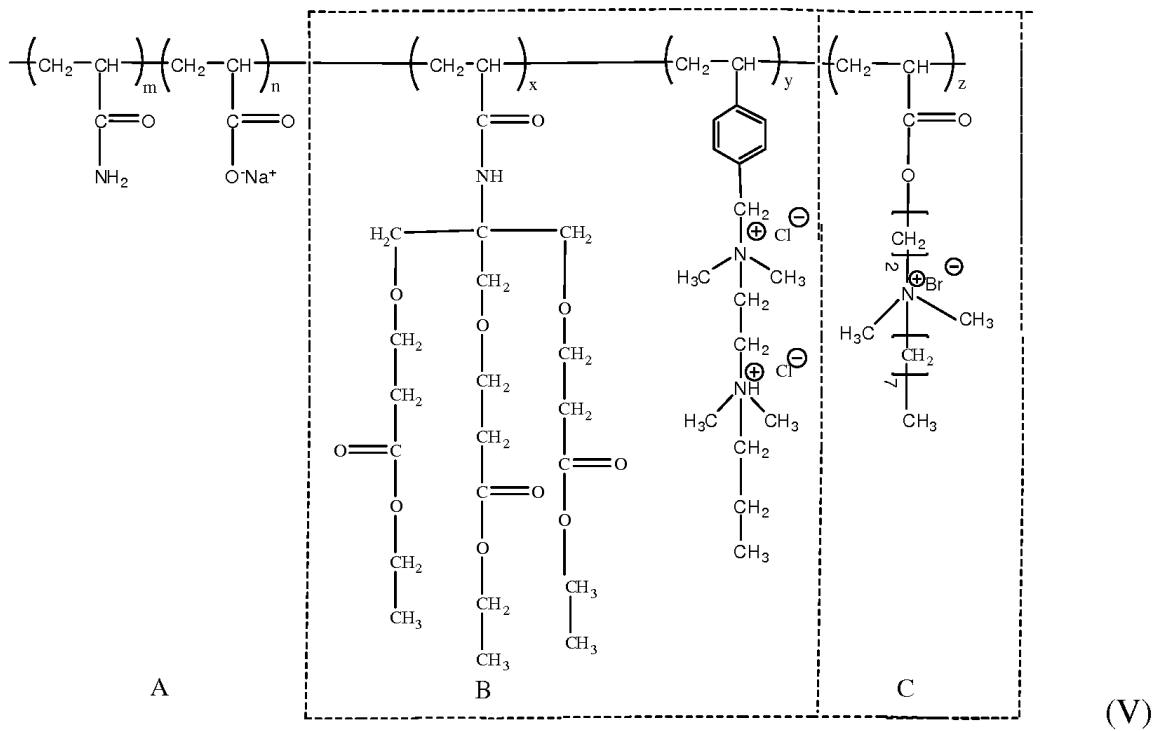 (CH₂ CH)m (CH₂ CH)n (CH₂ CH)x (CH₂ CH)y (CH₂ CH)z
C O C O C O C O
NH₂ O⁻Na⁺ NH O
CH₂ Cl⊖
H₂C C CH₂
[CH₂]2
N⊕
H₃C CH₃
CH₂
O N⊕ Br⊖
CH₂
O O
H₃C CH₃
CH₂ CH₂
CH₂ [CH₂]7
CH₂ NH⊕ Cl⊖
CH₂
CH₂ H₃C CH₃ CH₃
CH₂ CH₂
O C
C O
C O
O CH₂
O
O CH₃
CH₂
CH₃
CH₂
CH₃
CH₃
CH₃
A B C
(V)